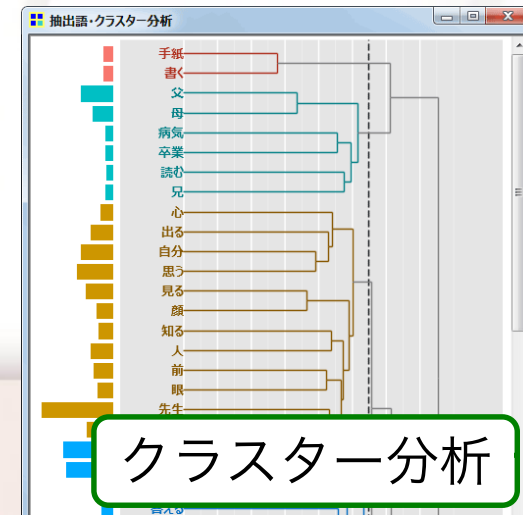 抽出語・クラスター分析
手紙
書く
父
母
病気
卒業
読む
兄
心
出る
自分
思う
見る
顔
知る
人
前
眼
先生
クラスター分析